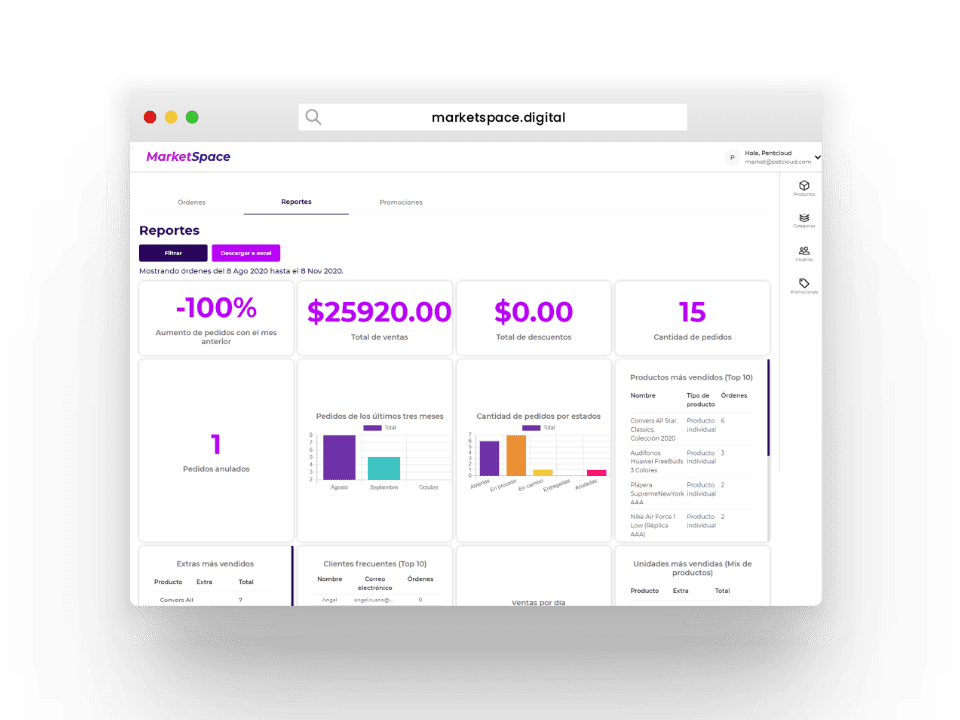 marketspace.digital
MarketSpace
P
Hola, Pentcloud
market@petcloud.com
Órdenes
Reportes
Promociones
Productos
Categorías
Usuarios
Promociones
Reportes
Filtrar
Descargar a excel
Mostrando órdenes del 8 Ago 2020 hasta el 8 Nov 2020.
-100%
Aumento de pedidos con el mes
anterior
$25920.00
Total de ventas
$0.00
Total de descuentos
15
Cantidad de pedidos
1
Pedidos anulados
Pedidos de los últimos tres meses
Total
8
7
6
5
4
3
2
Agosto
Septiembre
Octubre
Cantidad de pedidos por estados
Total
7
6
5
4
3
2
1
0
Abiertas
En proceso
En camino
Entregadas
Anuladas
Productos más vendidos (Top 10)
Nombre
Tipo de
producto
Órdenes
Convers All Star,
Classics,
Colección 2020
Producto
individual
6
Audifonos
Huawei FreeBuds
3 Colores
Producto
individual
3
Playera
SupremeNewYork
AAA
Producto
individual
2
Nike Air Force 1
Low (Réplica
AAA)
Producto
individual
2
Extras más vendidos
Producto
Extra
Total
Convers All
7
Clientes frecuentes (Top 10)
Nombre
Correo
electrónico
Órdenes
Angel
9
Ventas por día
Unidades más vendidas (Mix de
productos)
Producto
Extra
Total